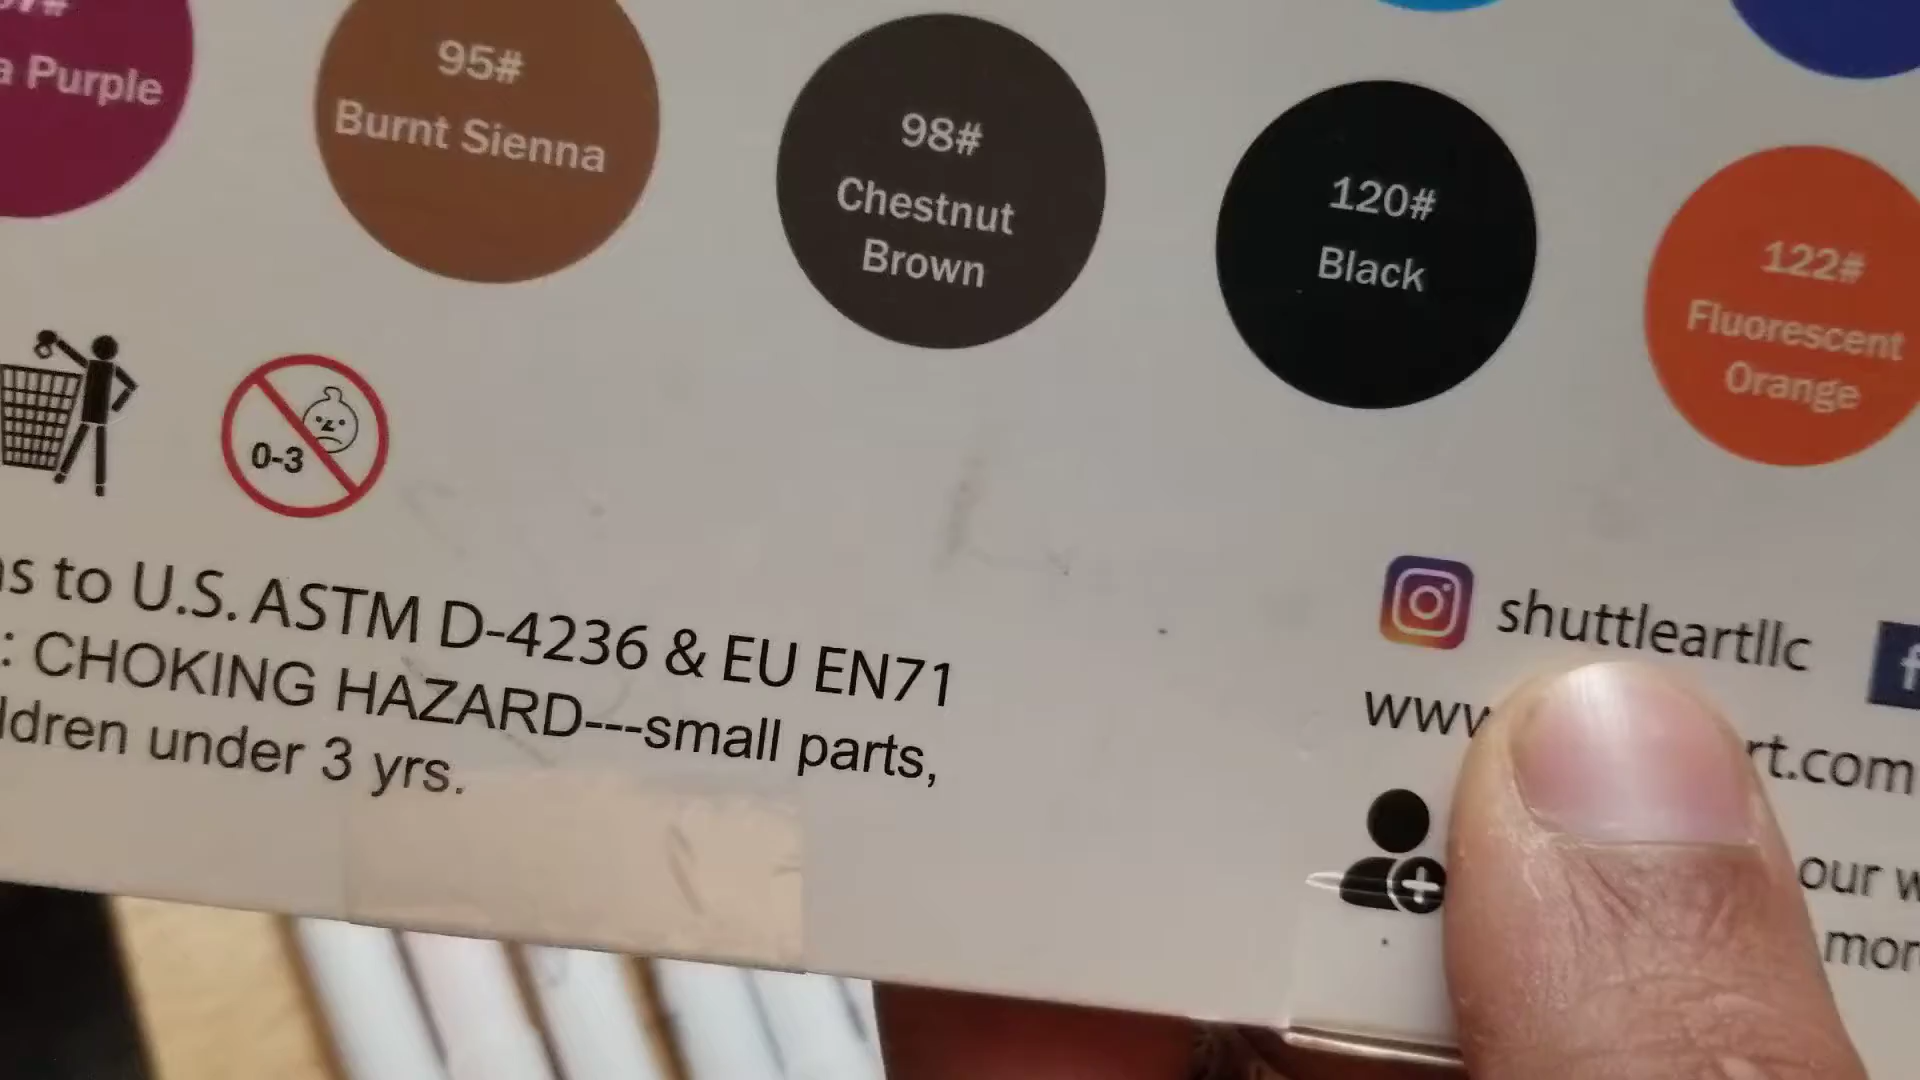 a Purple
95#
Burnt Sienna
98#
Chestnut
Brown
120#
Black
122#
Fluorescent
Orange
0-3
to U.S. ASTM D-4236 & EU EN71
: CHOKING HAZARD---small parts,
ldren under 3 yrs.
shuttleartllc
f
www rt.com
our
mor